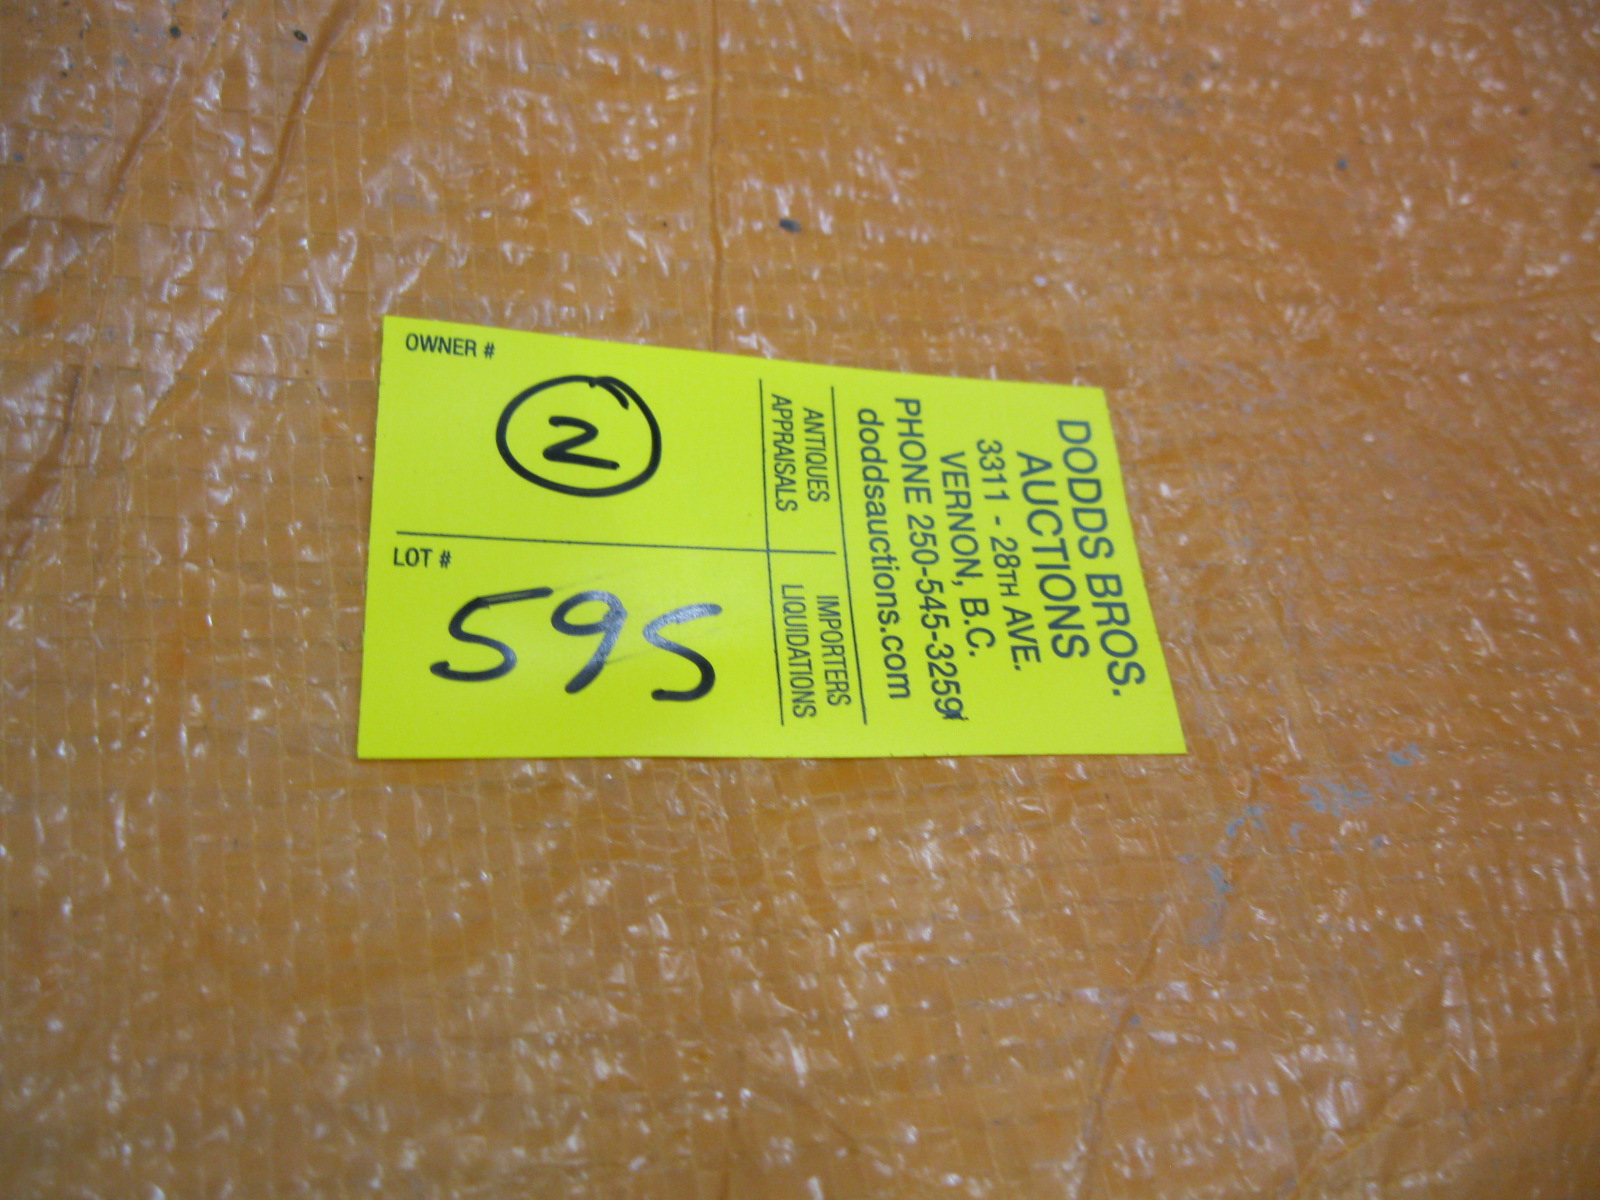 DODDS BROS.
AUCTIONS
3311 - 28TH AVE.
VERNON, B.C.
PHONE 250-545-3259
doddsauctions.com
ANTIQUES
APPRAISALS
IMPORTERS
LIQUIDATIONS
OWNER #
2
LOT #
595